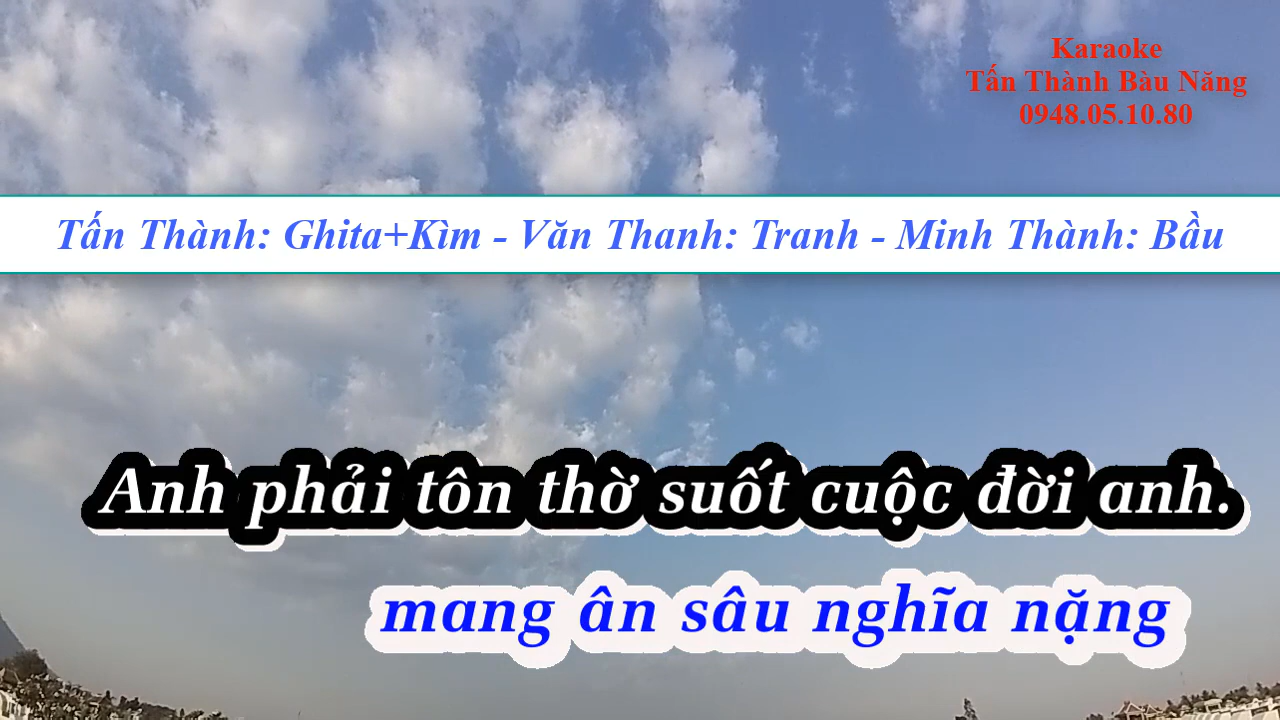 Karaoke
Tấn Thành Bàu Năng
0948.05.10.80
Tấn Thành: Ghita+Kìm - Văn Thanh: Tranh - Minh Thành: Bầu
Anh phải tôn thờ suốt cuộc đời anh.
mang ân sâu nghĩa nặng